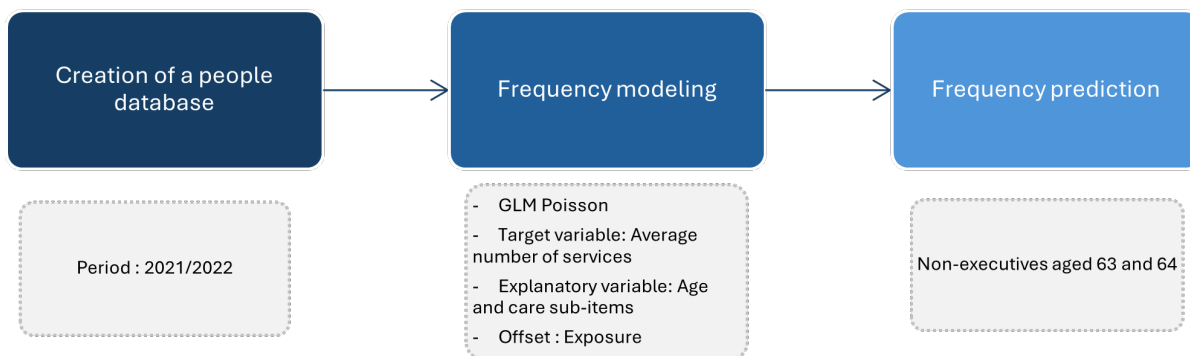 Creation of a people
database
Frequency modeling
Frequency prediction
Period : 2021/2022
- GLM Poisson
- Target variable: Average
number of services
- Explanatory variable: Age
and care sub-items
- Offset : Exposure
Non-executives aged 63 and 64